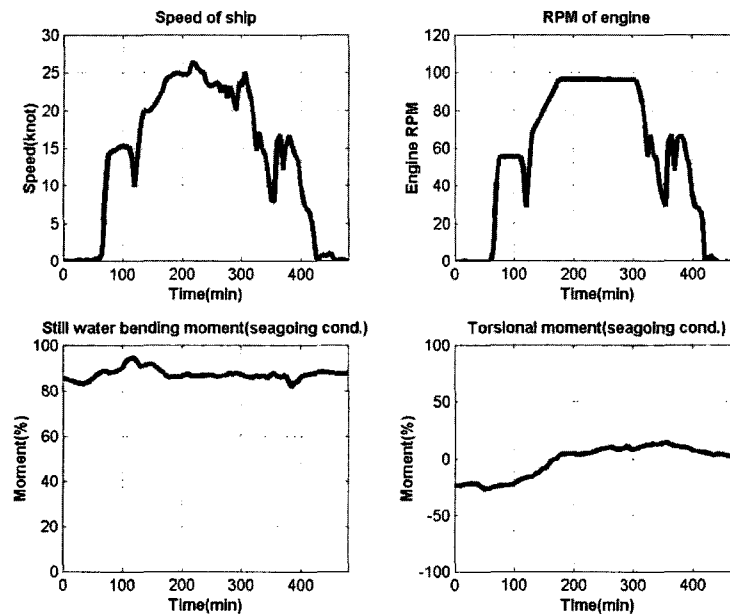 Speed of ship
30
25
20
15
10
5
0
Speed(knot)
0 100 200 300 400
Time(min)
RPM of engine
120
100
80
60
40
20
0
Engine RPM
0 100 200 300 400
Time(min)
Still water bending moment(seagoing cond.)
100
80
60
40
20
0
Moment(%)
0 100 200 300 400
Time(min)
Torsional moment(seagoing cond.)
100
50
0
-50
-100
Moment(%)
0 100 200 300 400
Time(min)